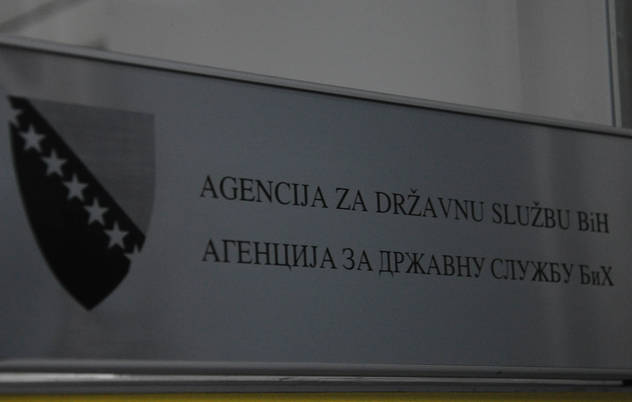 AGENCIJA ZA DRŽAVNU SLUŽBU BiH
АГЕНЦИЈА ЗА ДРЖАВНУ СЛУЖБУ БиХ